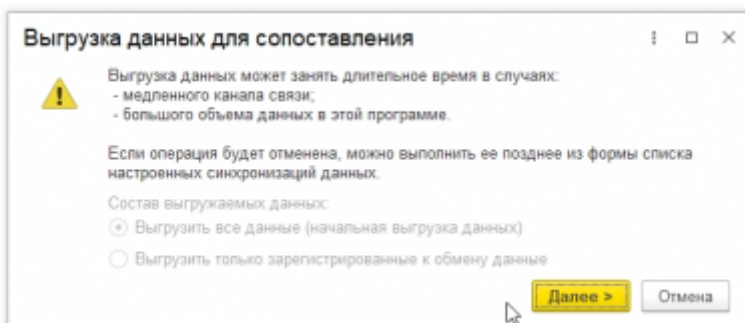 Выгрузка данных для сопоставления
Выгрузка данных может занять длительное время в случаях:
- медленного канала связи;
- большого объема данных в этой программе.
Если операция будет отменена, можно выполнить ее позднее из формы списка
настроенных синхронизаций данных.
Состав выгружаемых данных:
Выгрузить все данные (начальная выгрузка данных)
Выгрузить только зарегистрированные к обмену данные
Далее > Отмена